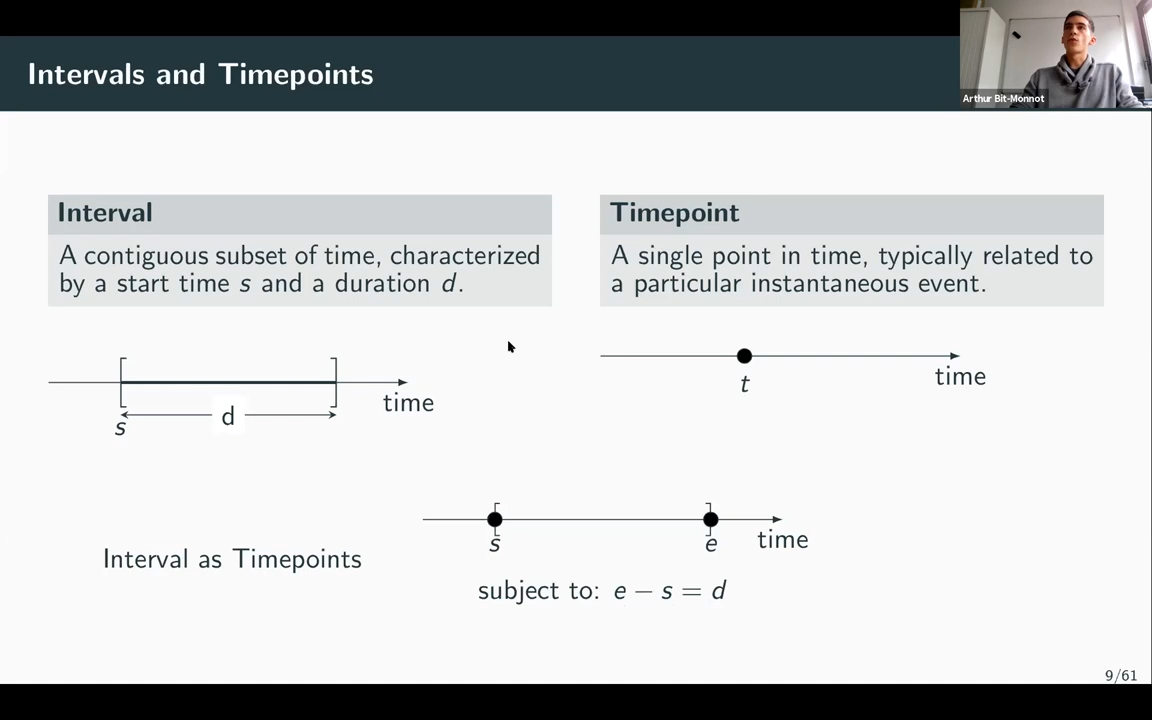 Intervals and Timepoints
Arthur Bit-Monnot
Interval
A contiguous subset of time, characterized
by a start time s and a duration d.
Timepoint
A single point in time, typically related to
a particular instantaneous event.
time
d
s
t
time
Interval as Timepoints
s
e
time
subject to: e − s = d
9/61